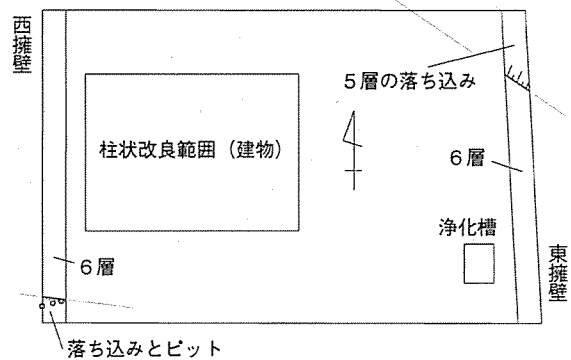 西擁壁
5層の落ち込み
柱状改良範囲（建物）
6層
浄化槽
東擁壁
6層
落ち込みとピット